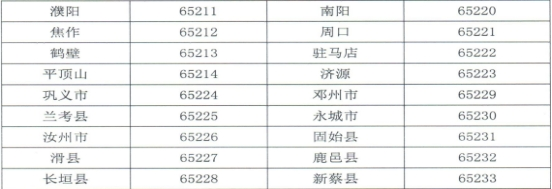 濮阳 65211 南阳 65220
焦作 65212 周口 65221
鹤壁 65213 驻马店 65222
平顶山 65214 济源 65223
巩义市 65224 邓州市 65229
兰考县 65225 永城市 65230
汝州市 65226 固始县 65231
滑县 65227 鹿邑县 65232
长垣县 65228 新蔡县 65233